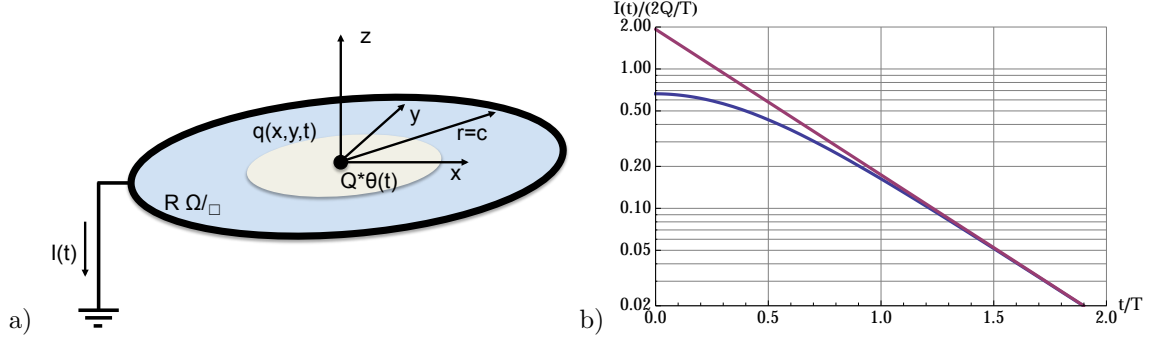 z
y
q(x,y,t)
r=c
x
Q*θ(t)
R Ω/□
I(t)
a)
I(t)/(2Q/T)
2.00
1.00
0.50
0.20
0.10
0.05
0.02
0.0 0.5 1.0 1.5 2.0
t/T
b)